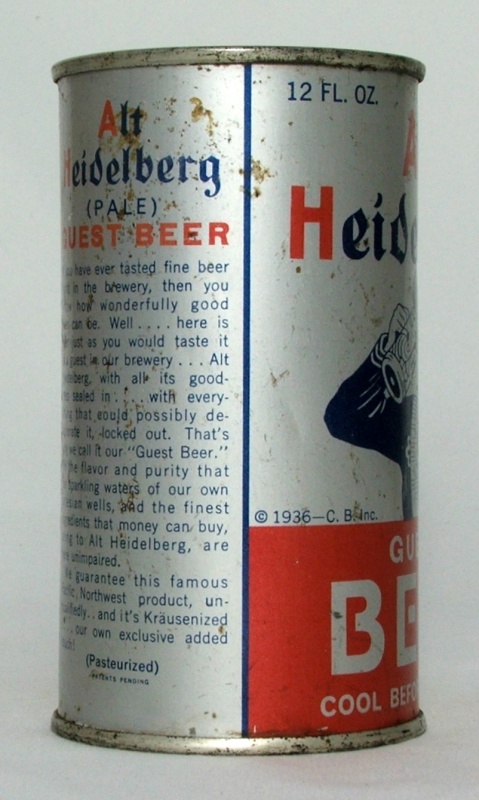 Alt
Heidelberg
(PALE)
GUEST BEER
you have ever tasted fine beer
in the brewery, then you
how wonderfully good
can be. Well . . . . here is
just as you would taste it
guest in our brewery . . . Alt
Heidelberg, with all its good-
sealed in . . . . with every-
that could possibly de-
it, locked out. That's
we call it our "Guest Beer."
the flavor and purity that
sparkling waters of our own
wells, and the finest
that money can buy,
to Alt Heidelberg, are
unimpaired.
guarantee this famous
Northwest product, un-
. . and it's Kräusenized
. . . our own exclusive added
(Pasteurized)
PATENTS PENDING
12 FL. OZ.
A
Heid
© 1936—C. B. Inc.
GU
BE
COOL BEFO